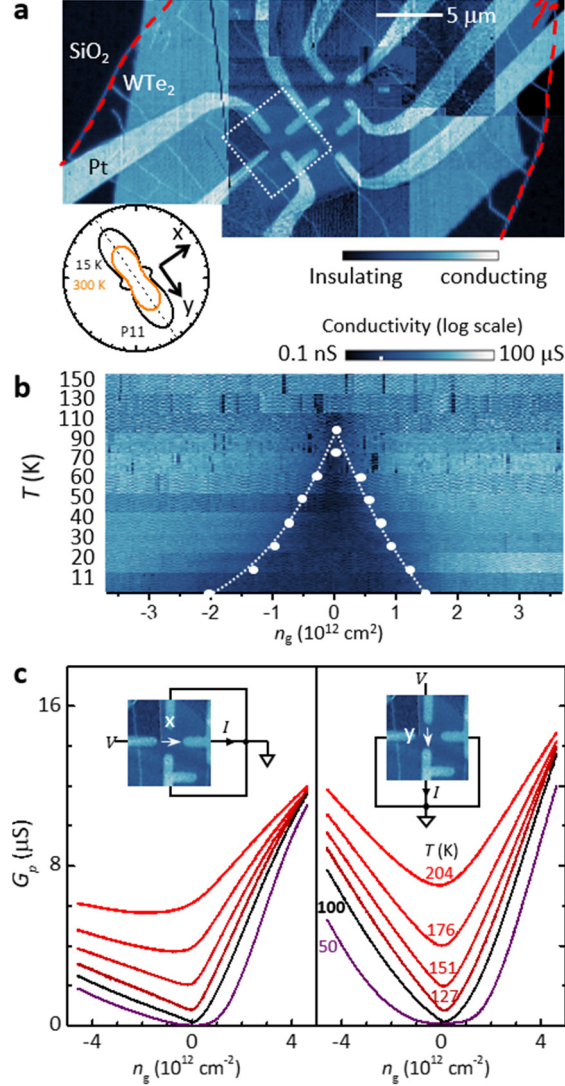 a
5 μm
SiO2
WTe2
Pt
x
y
15 K
300 K
P11
Insulating conducting
Conductivity (log scale)
0.1 nS 100 μS
b
T (K)
150
130
110
90
70
60
50
40
30
20
11
-3 -2 -1 0 1 2 3
ng (10^12 cm^2)
c
Gp (μS)
16
8
0
V
x
I
V
y
I
T (K)
204
176
151
127
100
50
-4 0 4
-4 0 4
ng (10^12 cm^-2)
ng (10^12 cm^-2)